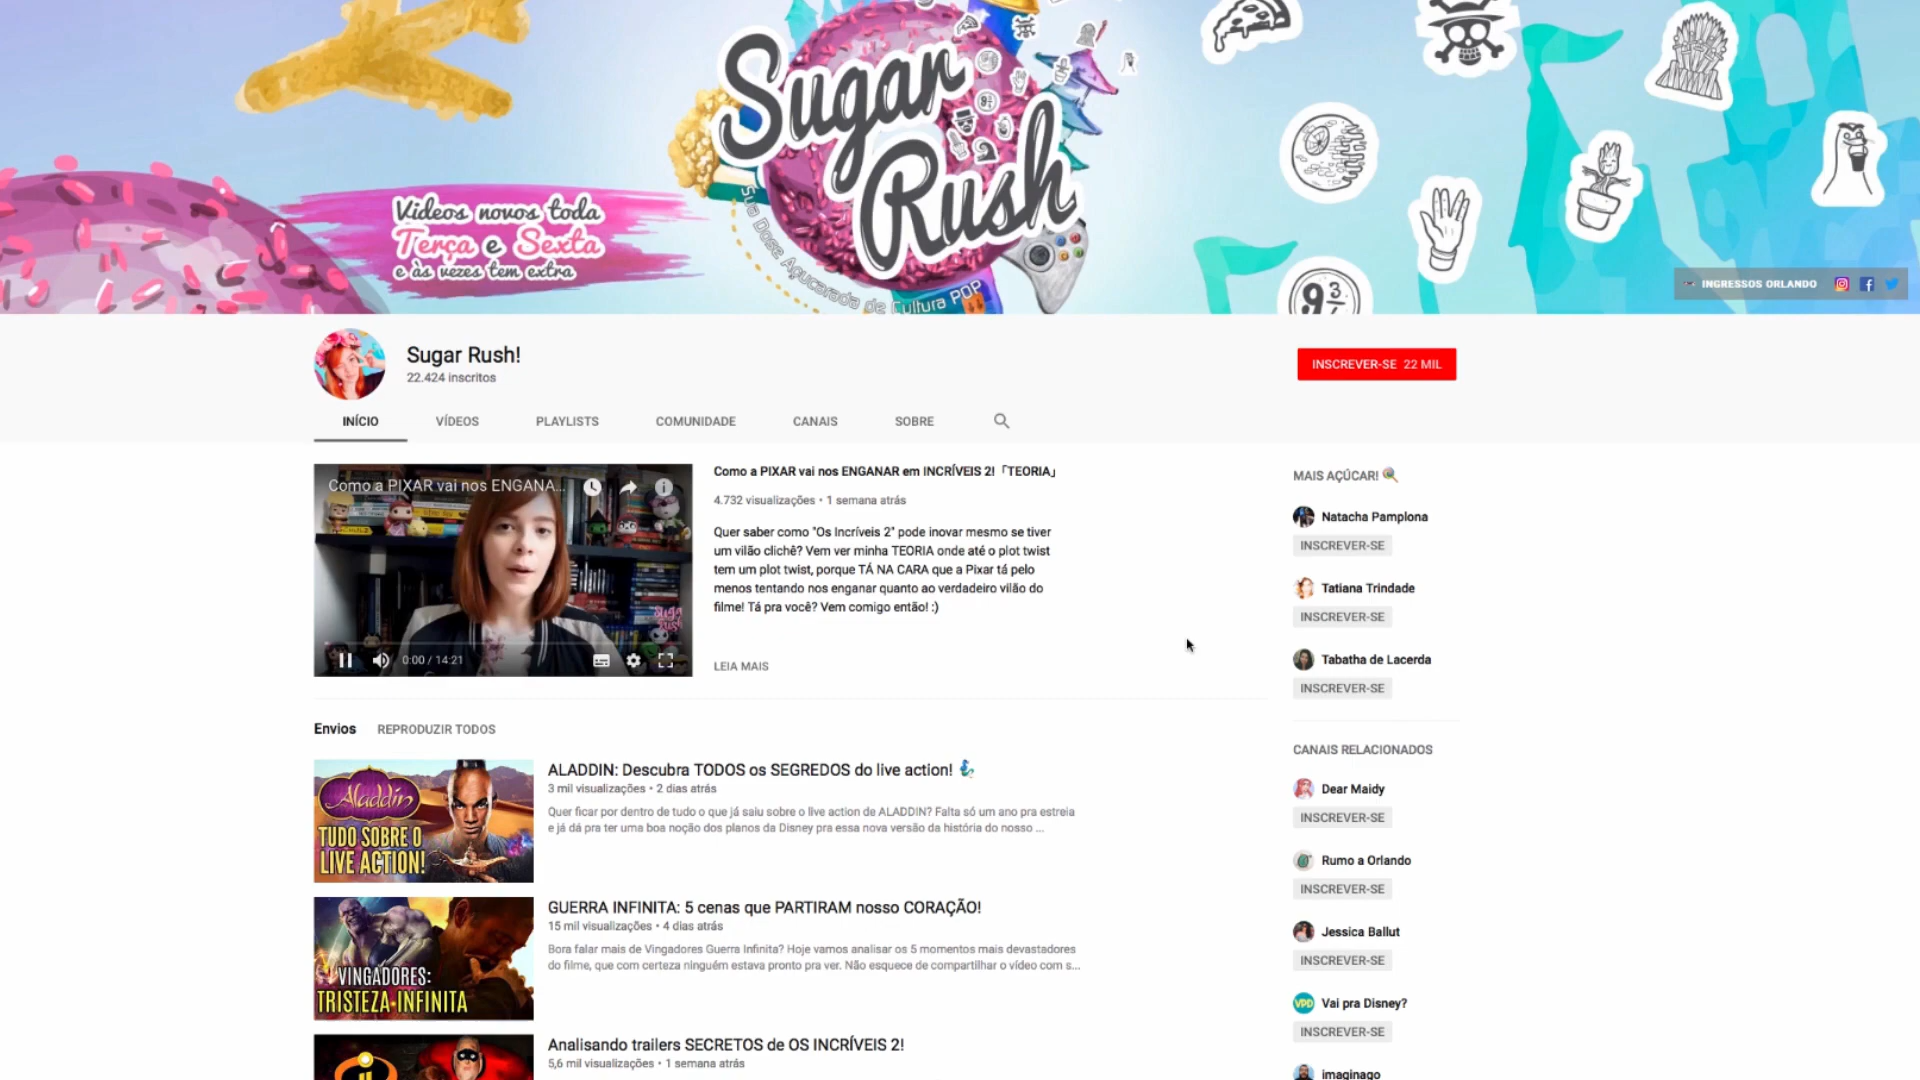 Sugar
Rush
Sua Dose Açucarada de Cultura POP
Vídeos novos toda
Terça e Sexta
e às vezes tem extra
9 3/4
INGRESSOS ORLANDO
Sugar Rush!
22.424 inscritos
INSCREVER-SE 22 MIL
INÍCIO
VÍDEOS
PLAYLISTS
COMUNIDADE
CANAIS
SOBRE
Como a PIXAR vai nos ENGANA...
Sugar
Rush
0:00 / 14:21
Como a PIXAR vai nos ENGANAR em INCRÍVEIS 2!「TEORIA」
4.732 visualizações • 1 semana atrás
Quer saber como "Os Incríveis 2" pode inovar mesmo se tiver
um vilão clichê? Vem ver minha TEORIA onde até o plot twist
tem um plot twist, porque TÁ NA CARA que a Pixar tá pelo
menos tentando nos enganar quanto ao verdadeiro vilão do
filme! Tá pra você? Vem comigo então! :)
LEIA MAIS
Envios
REPRODUZIR TODOS
Aladdin
TUDO SOBRE O
LIVE ACTION!
ALADDIN: Descubra TODOS os SEGREDOS do live action! 🧞‍♂️
3 mil visualizações • 2 dias atrás
Quer ficar por dentro de tudo o que já saiu sobre o live action de ALADDIN? Falta só um ano pra estreia
e já dá pra ter uma boa noção dos planos da Disney pra essa nova versão da história do nosso ...
VINGADORES:
TRISTEZA INFINITA
GUERRA INFINITA: 5 cenas que PARTIRAM nosso CORAÇÃO!
15 mil visualizações • 4 dias atrás
Bora falar mais de Vingadores Guerra Infinita? Hoje vamos analisar os 5 momentos mais devastadores
do filme, que com certeza ninguém estava pronto pra ver. Não esquece de compartilhar o vídeo com s...
Analisando trailers SECRETOS de OS INCRÍVEIS 2!
5,6 mil visualizações • 1 semana atrás
MAIS AÇÚCAR! 🍭
Natacha Pamplona
INSCREVER-SE
Tatiana Trindade
INSCREVER-SE
Tabatha de Lacerda
INSCREVER-SE
CANAIS RELACIONADOS
Dear Maidy
INSCREVER-SE
Rumo a Orlando
INSCREVER-SE
Jessica Ballut
INSCREVER-SE
VPD
Vai pra Disney?
INSCREVER-SE
imaginago